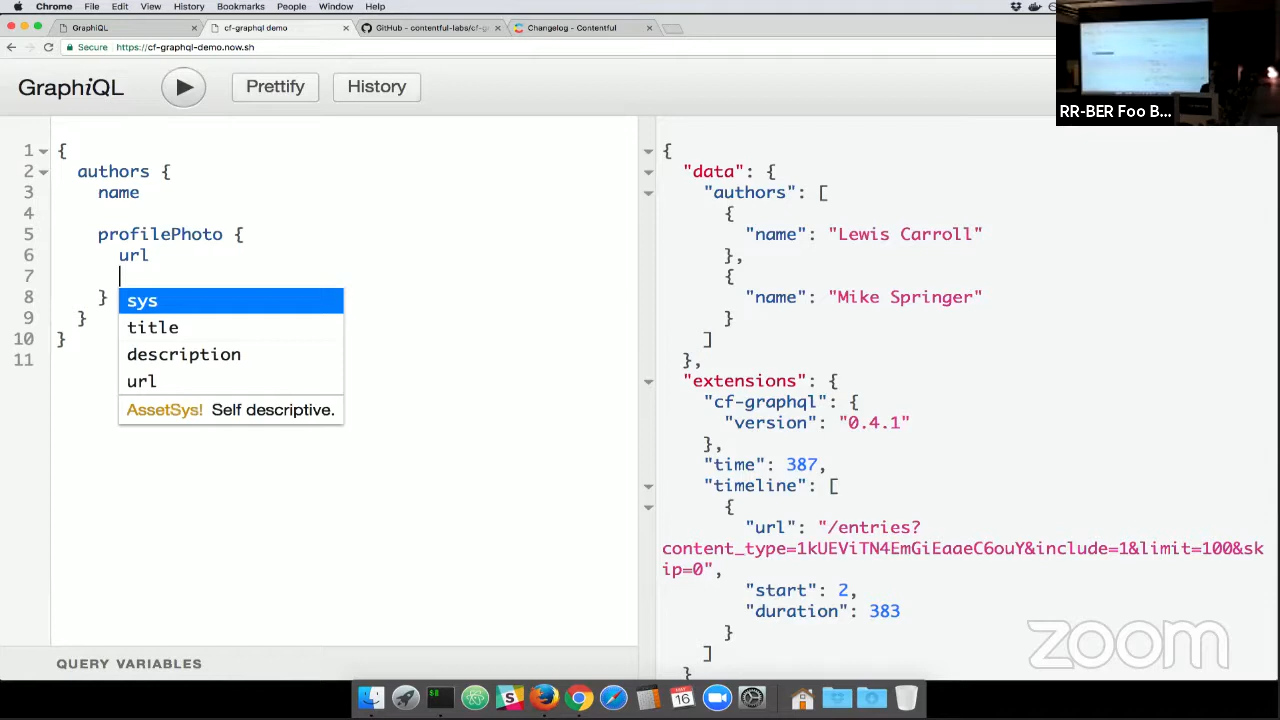 Chrome File Edit View History Bookmarks People Window Help
GraphiQL
cf-graphql demo
GitHub - contentful-labs/cf-g
Changelog - Contentful
Secure https://cf-graphql-demo.now.sh
RR-BER Foo B...
GraphiQL
Prettify
History
1 {
2 authors {
3 name
4
5 profilePhoto {
6 url
7
8 }
9 }
10 }
11
sys
title
description
url
AssetSys! Self descriptive.
QUERY VARIABLES
{
"data": {
"authors": [
{
"name": "Lewis Carroll"
},
{
"name": "Mike Springer"
}
]
},
"extensions": {
"cf-graphql": {
"version": "0.4.1"
},
"time": 387,
"timeline": [
{
"url": "/entries?
content_type=1kUEViTN4EmGiEaaeC6ouY&include=1&limit=100&sk
ip=0",
"start": 2,
"duration": 383
}
]
}
zoom
MAY
16